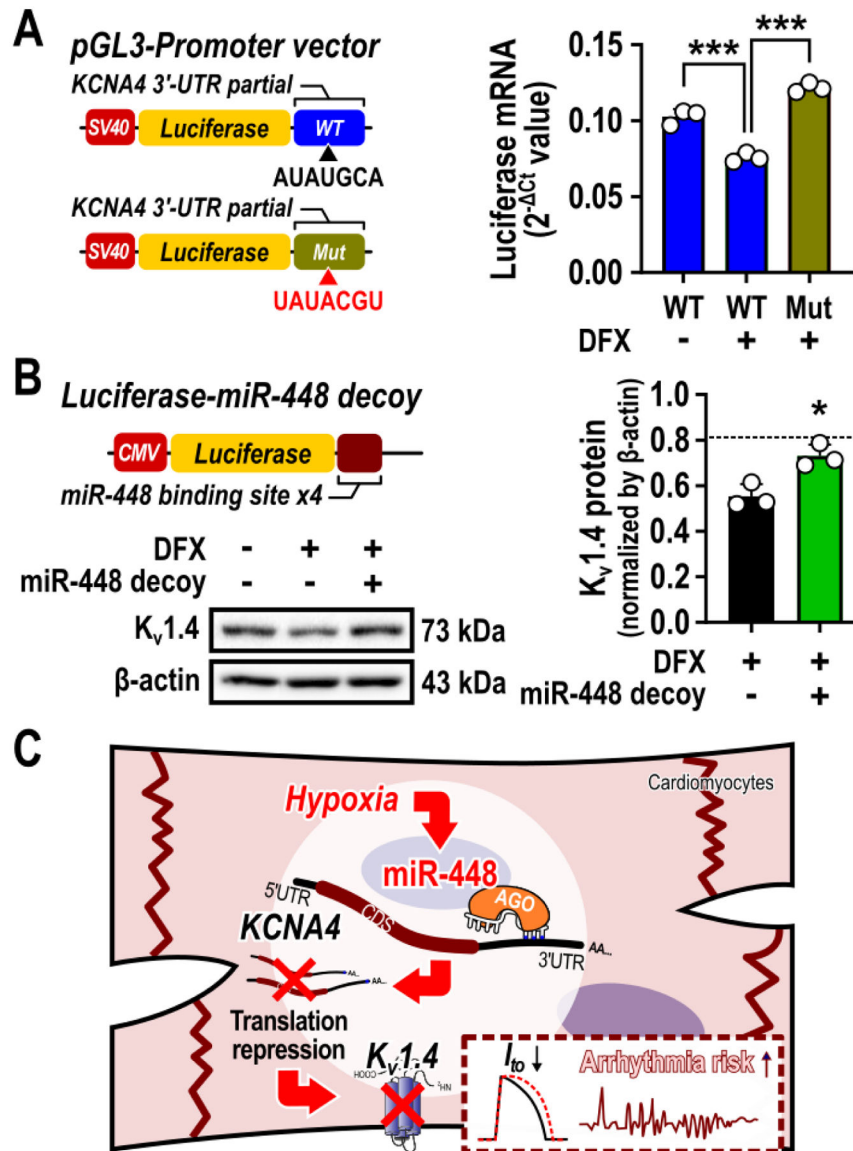 A
pGL3-Promoter vector
KCNA4 3'-UTR partial
SV40 Luciferase WT
AUAUGCA
KCNA4 3'-UTR partial
SV40 Luciferase Mut
UAUACGU
Luciferase mRNA
(2^-ΔCt value)
0.15
0.10
0.05
0.00
*** ***
WT WT Mut
DFX - + +
B
Luciferase-miR-448 decoy
CMV Luciferase
miR-448 binding site x4
DFX - + +
miR-448 decoy - - +
Kv1.4 73 kDa
β-actin 43 kDa
Kv1.4 protein
(normalized by β-actin)
1.0
0.8
0.6
0.4
0.2
0.0
*
DFX + +
miR-448 decoy - +
C
Cardiomyocytes
Hypoxia
miR-448
AGO
5'UTR
CDS
KCNA4
3'UTR
AA...
AA...
AA...
Translation
repression
Kv1.4
HOOC
NH2
Ito ↓
Arrhythmia risk ↑